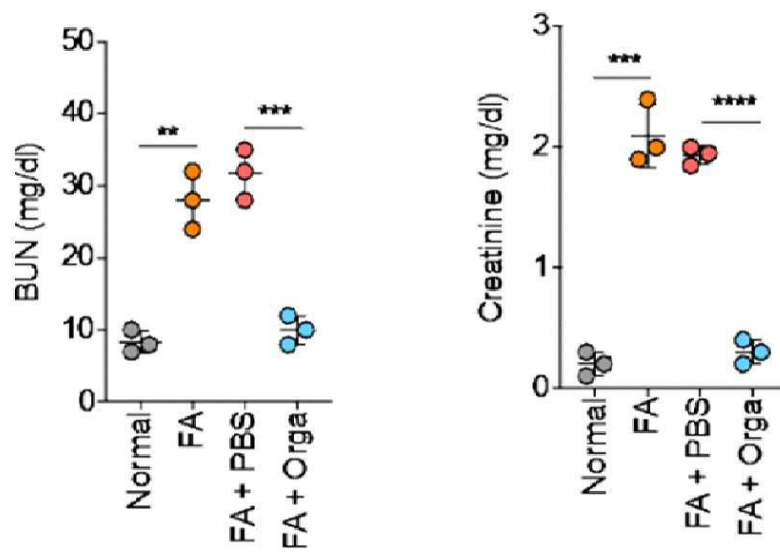 BUN (mg/dl)
50
40
30
20
10
0
**
***
Normal
FA
FA + PBS
FA + Orga
Creatinine (mg/dl)
3
2
1
0
***
****
Normal
FA
FA + PBS
FA + Orga